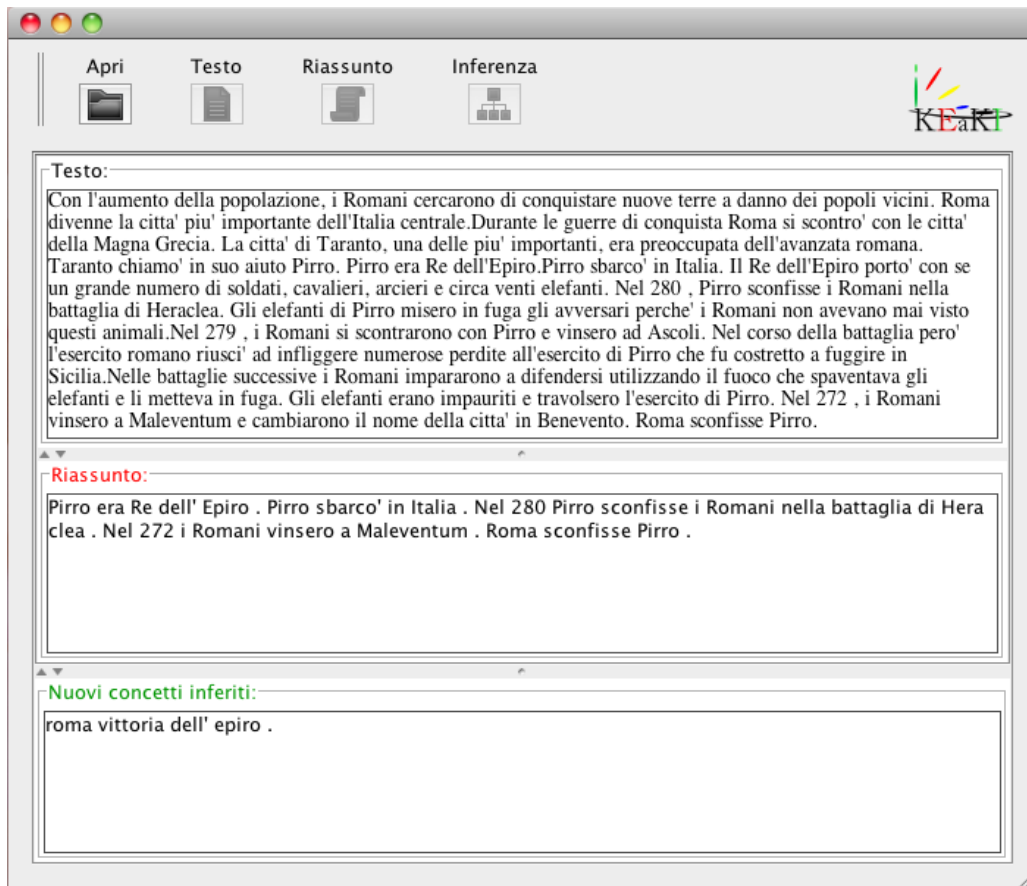 Apri Testo Riassunto Inferenza
iKEaKI
Testo:
Con l'aumento della popolazione, i Romani cercarono di conquistare nuove terre a danno dei popoli vicini. Roma
divenne la citta' piu' importante dell'Italia centrale.Durante le guerre di conquista Roma si scontro' con le citta'
della Magna Grecia. La citta' di Taranto, una delle piu' importanti, era preoccupata dell'avanzata romana.
Taranto chiamo' in suo aiuto Pirro. Pirro era Re dell'Epiro.Pirro sbarco' in Italia. Il Re dell'Epiro porto' con se
un grande numero di soldati, cavalieri, arcieri e circa venti elefanti. Nel 280 , Pirro sconfisse i Romani nella
battaglia di Heraclea. Gli elefanti di Pirro misero in fuga gli avversari perche' i Romani non avevano mai visto
questi animali.Nel 279 , i Romani si scontrarono con Pirro e vinsero ad Ascoli. Nel corso della battaglia pero'
l'esercito romano riusci' ad infliggere numerose perdite all'esercito di Pirro che fu costretto a fuggire in
Sicilia.Nelle battaglie successive i Romani impararono a difendersi utilizzando il fuoco che spaventava gli
elefanti e li metteva in fuga. Gli elefanti erano impauriti e travolsero l'esercito di Pirro. Nel 272 , i Romani
vinsero a Maleventum e cambiarono il nome della citta' in Benevento. Roma sconfisse Pirro.
Riassunto:
Pirro era Re dell' Epiro . Pirro sbarco' in Italia . Nel 280 Pirro sconfisse i Romani nella battaglia di Hera
clea . Nel 272 i Romani vinsero a Maleventum . Roma sconfisse Pirro .
Nuovi concetti inferiti:
roma vittoria dell' epiro .